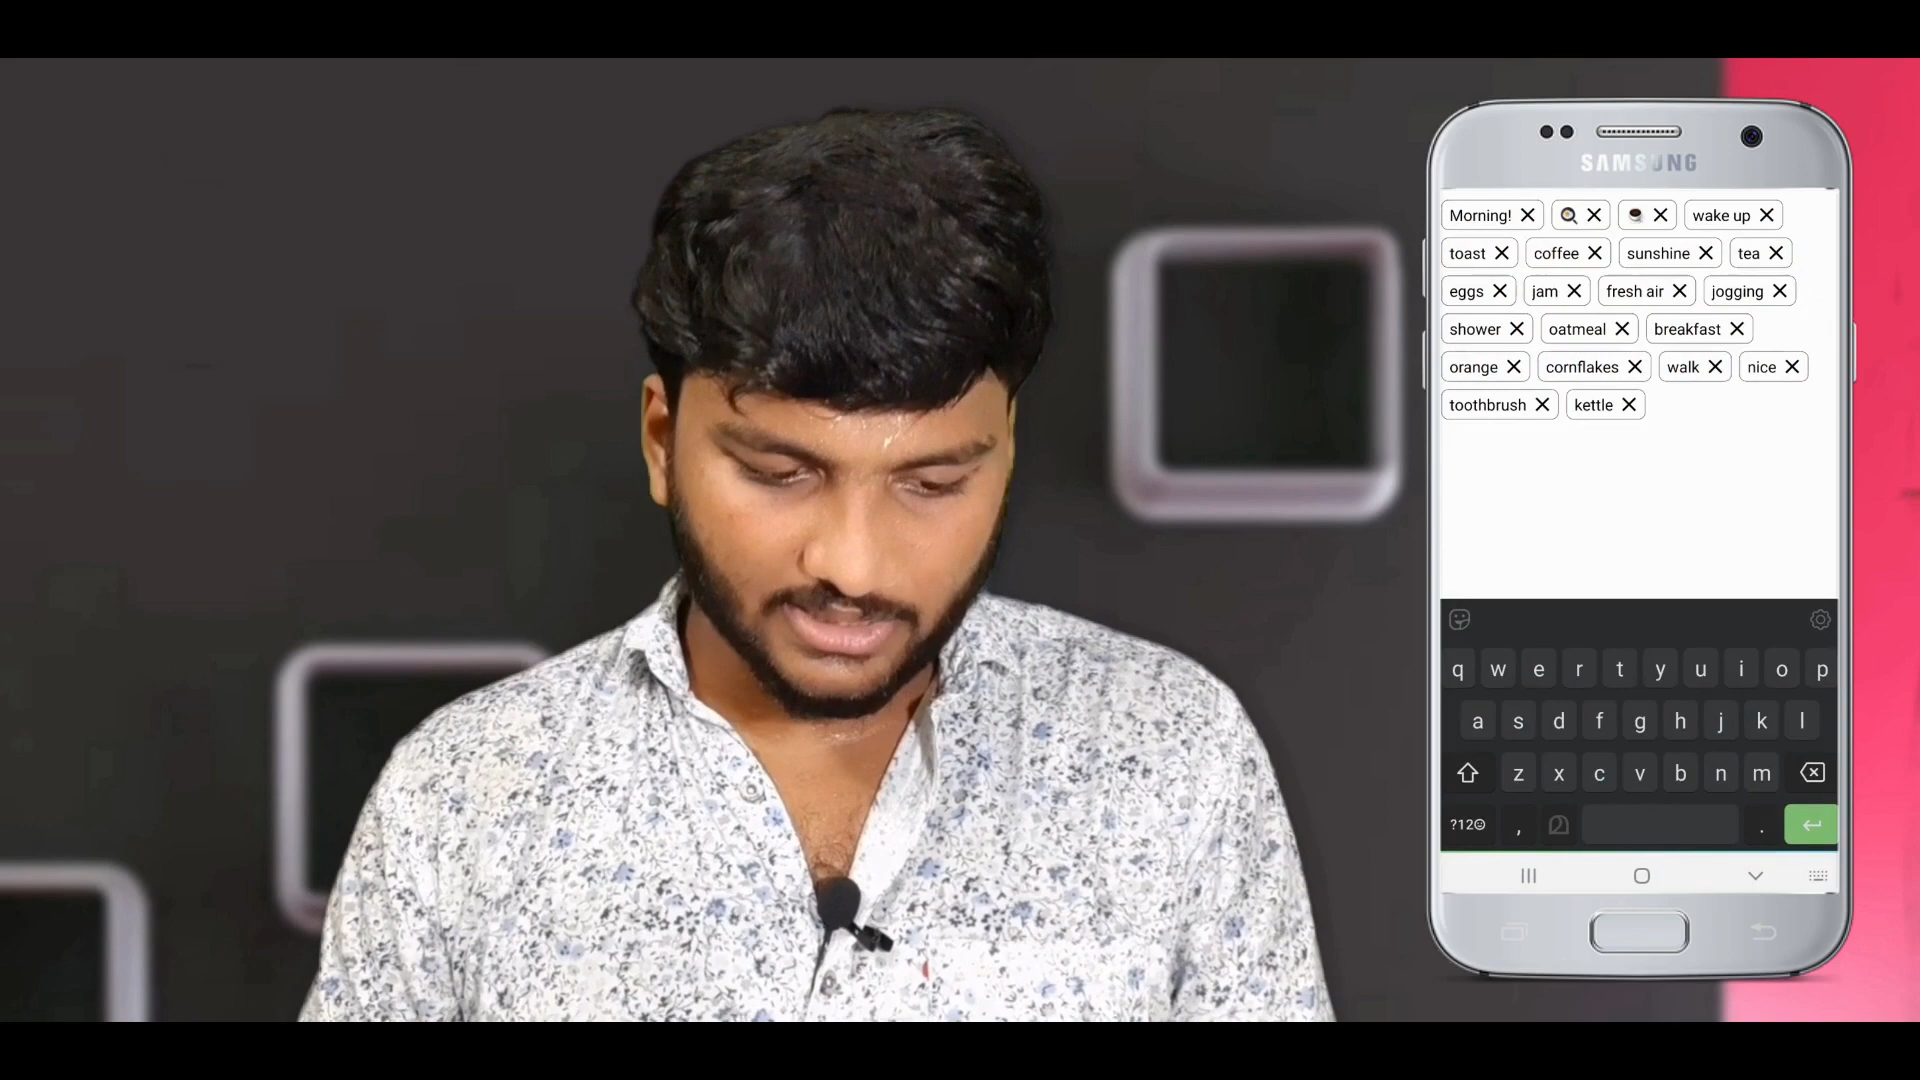 SAMSUNG
Morning! 🍳 ☕ wake up
toast coffee sunshine tea
eggs jam fresh air jogging
shower oatmeal breakfast
orange cornflakes walk nice
toothbrush kettle
q w e r t y u i o p
a s d f g h j k l
z x c v b n m
?12☺ , മ .